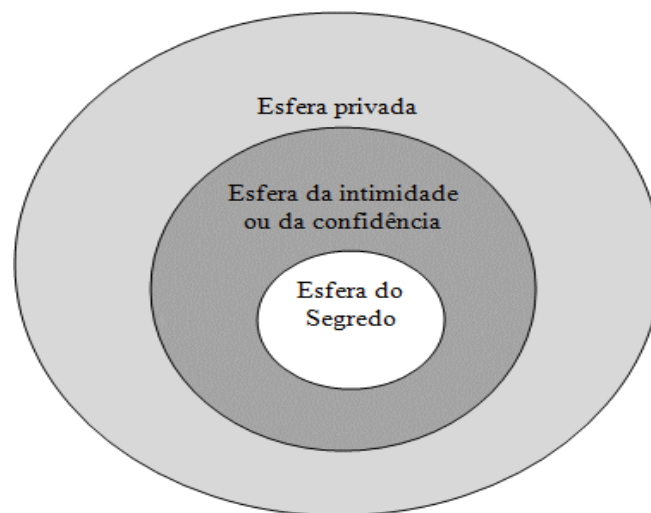 Esfera privada
Esfera da intimidade
ou da confidência
Esfera do
Segredo